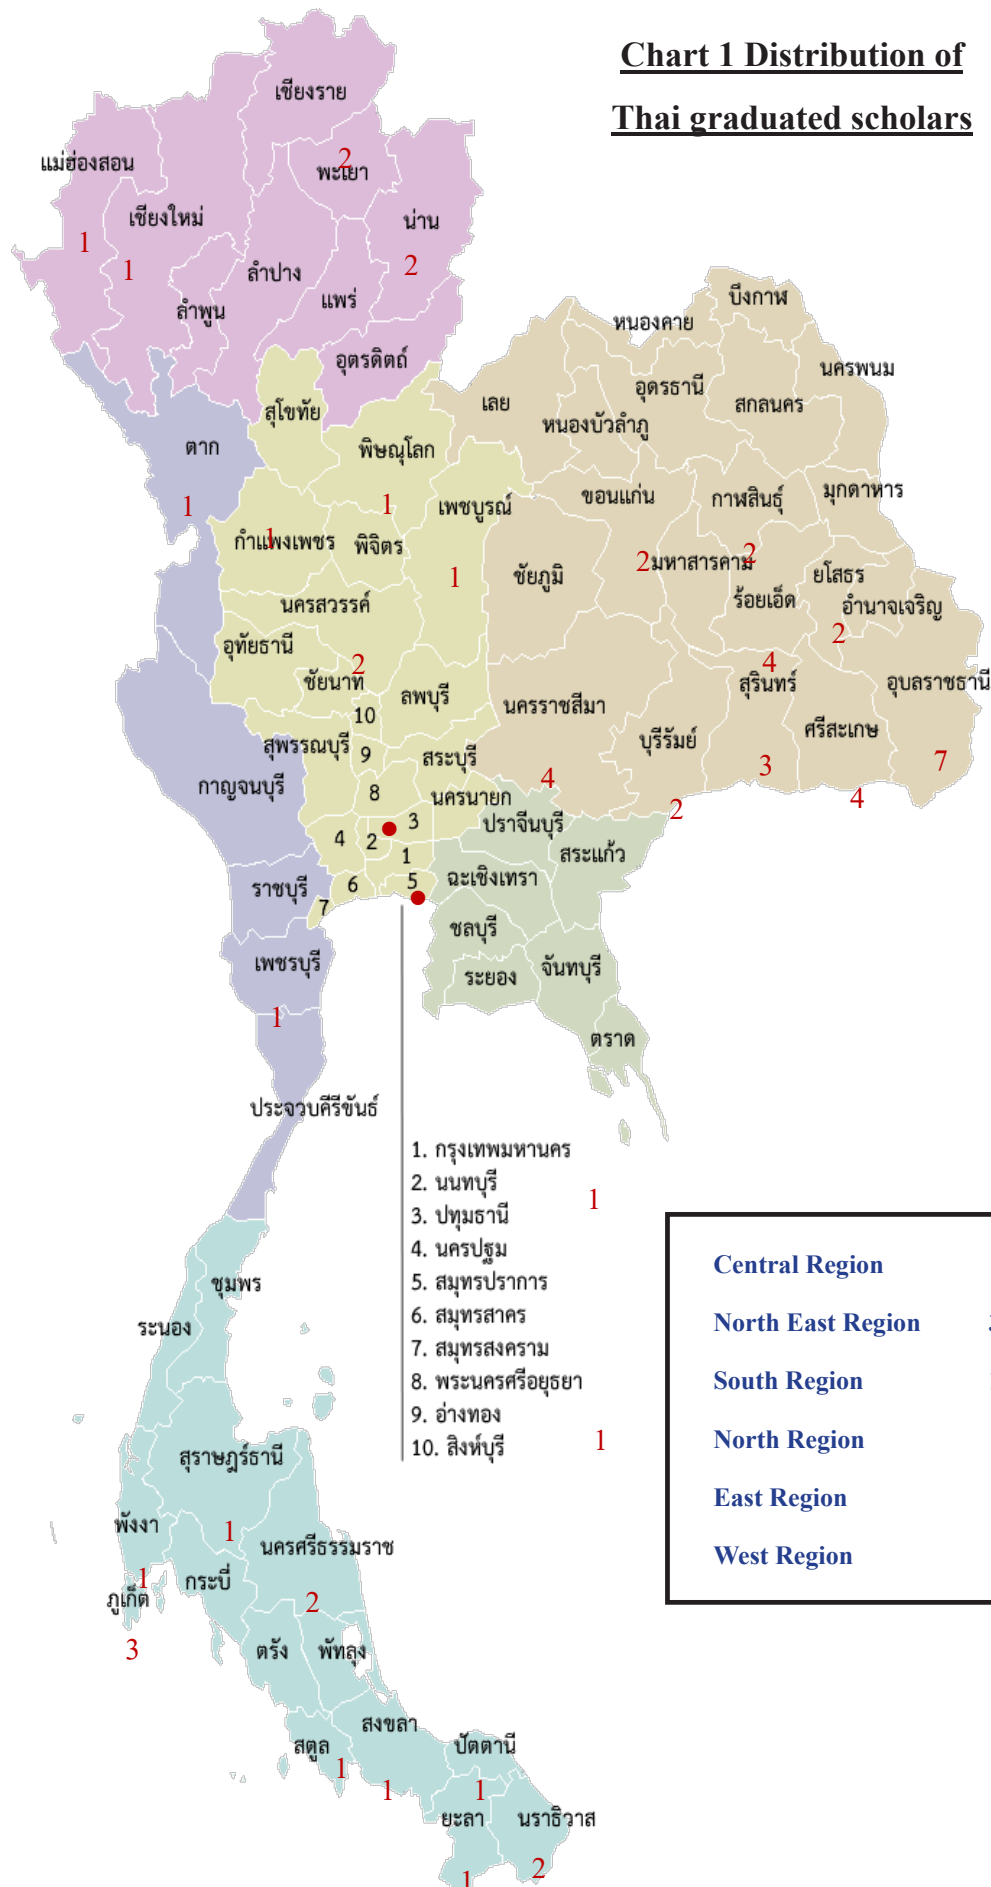 Chart 1 Distribution of
Thai graduated scholars
เชียงราย
แม่ฮ่องสอน
2
พะเยา
เชียงใหม่
น่าน
1
1
ลำปาง
2
ลำพูน
แพร่
บึงกาฬ
หนองคาย
อุตรดิตถ์
นครพนม
อุดรธานี
เลย
สกลนคร
สุโขทัย
หนองบัวลำภู
ตาก
พิษณุโลก
ขอนแก่น
กาฬสินธุ์
มุกดาหาร
1
1
เพชรบูรณ์
กำแพงเพชร
1
พิจิตร
2
มหาสารคาม
2
ชัยภูมิ
1
ยโสธร
นครสวรรค์
ร้อยเอ็ด
อำนาจเจริญ
อุทัยธานี
2
2
4
ชัยนาท
ลพบุรี
นครราชสีมา
สุรินทร์
อุบลราชธานี
10
สุพรรณบุรี
บุรีรัมย์
ศรีสะเกษ
9
สระบุรี
3
7
กาญจนบุรี
8
นครนายก
4
2
4
ปราจีนบุรี
4
2
3
1
สระแก้ว
ราชบุรี
6
5
ฉะเชิงเทรา
7
ชลบุรี
เพชรบุรี
ระยอง
จันทบุรี
1
ตราด
ประจวบคีรีขันธ์
1. กรุงเทพมหานคร
2. นนทบุรี
1
3. ปทุมธานี
4. นครปฐม
5. สมุทรปราการ
6. สมุทรสาคร
7. สมุทรสงคราม
8. พระนครศรีอยุธยา
9. อ่างทอง
10. สิงห์บุรี
1
Central Region
North East Region
South Region
North Region
East Region
West Region
ชุมพร
ระนอง
สุราษฎร์ธานี
พังงา
1
นครศรีธรรมราช
1
กระบี่
ภูเก็ต
2
3
ตรัง
พัทลุง
สงขลา
สตูล
ปัตตานี
1
1
1
ยะลา
นราธิวาส
2
1